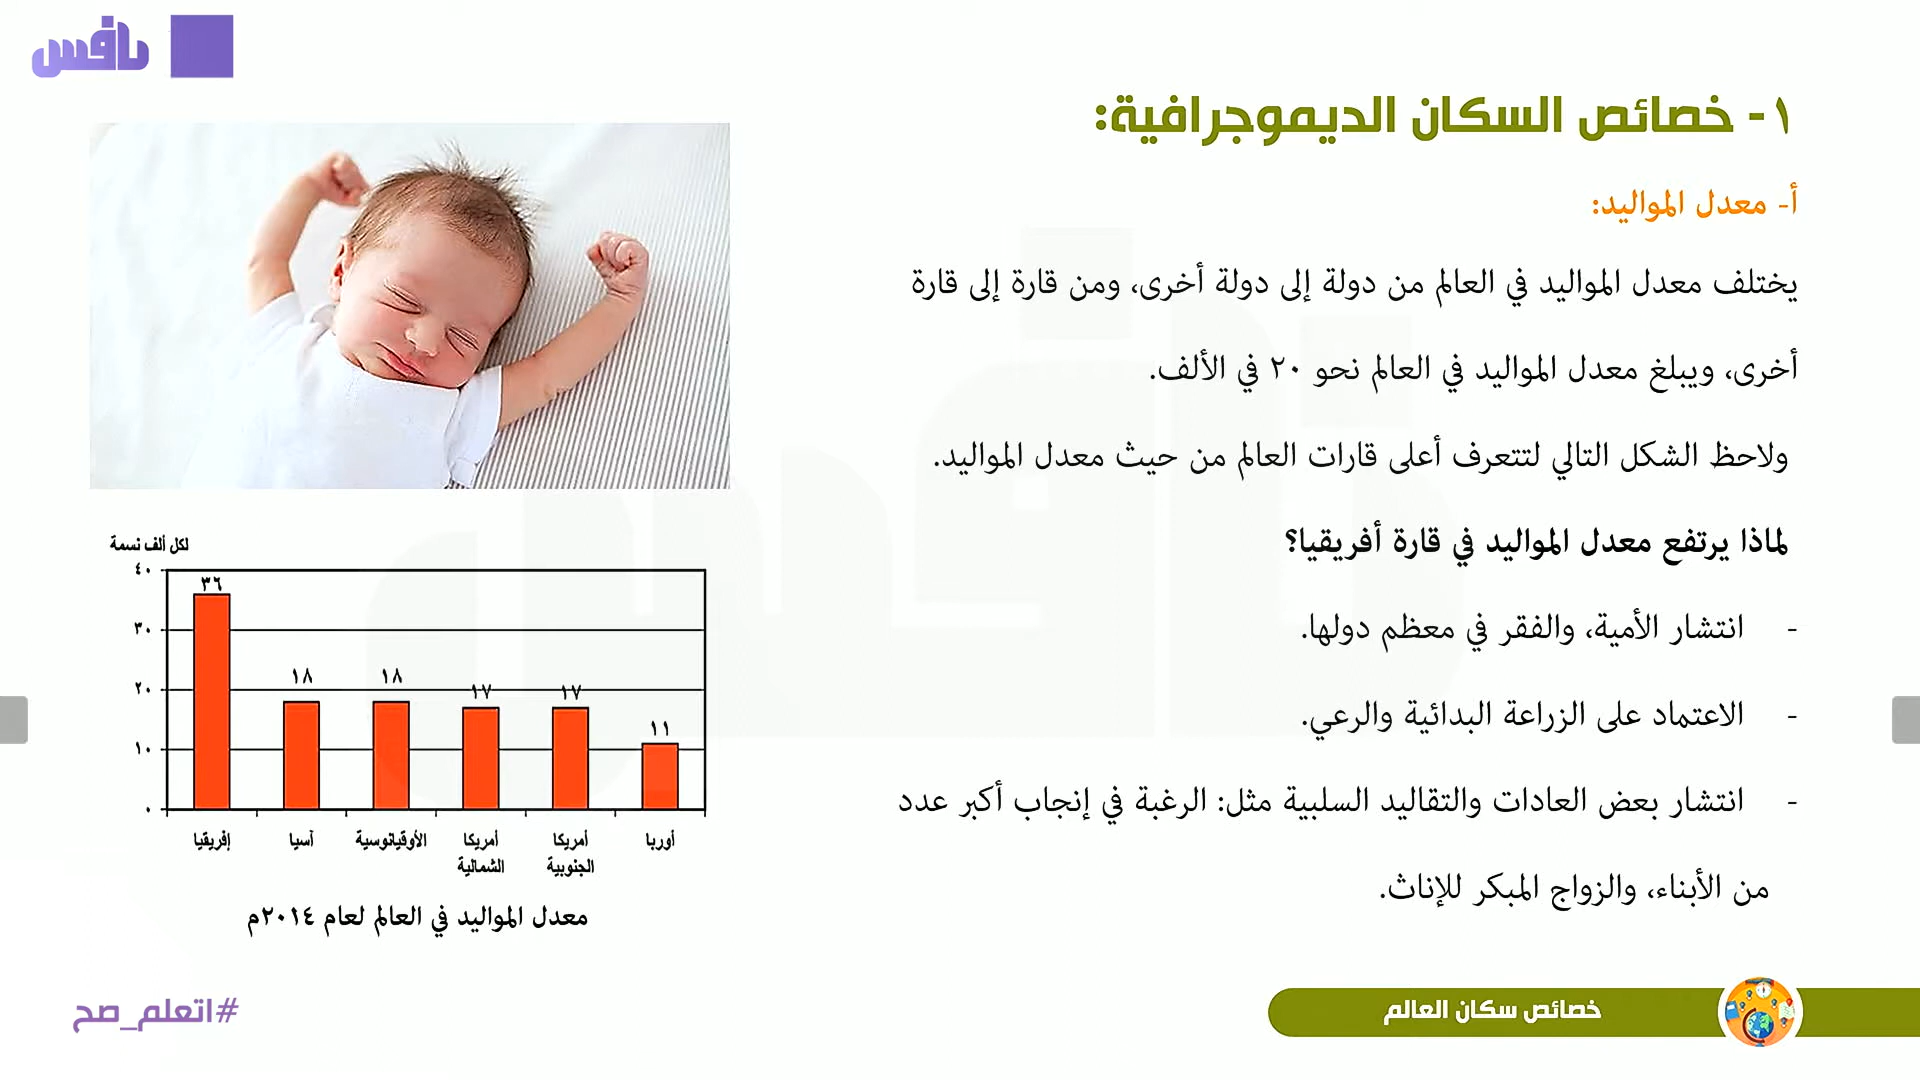 نافس
١- خصائص السكان الديموجرافية:
أ- معدل المواليد:
يختلف معدل المواليد في العالم من دولة إلى دولة أخرى، ومن قارة إلى قارة
أخرى، ويبلغ معدل المواليد في العالم نحو ٢٠ في الألف.
ولاحظ الشكل التالي لتتعرف أعلى قارات العالم من حيث معدل المواليد.
لماذا يرتفع معدل المواليد في قارة أفريقيا؟
- انتشار الأمية، والفقر في معظم دولها.
- الاعتماد على الزراعة البدائية والرعي.
- انتشار بعض العادات والتقاليد السلبية مثل: الرغبة في إنجاب أكبر عدد
من الأبناء، والزواج المبكر للإناث.
لكل ألف نسمة
٤٠
٣٠
٢٠
١٠
٠
٣٦
١٨
١٨
١٧
١٧
١١
إفريقيا
آسيا
الأوقيانوسية
أمريكا
الشمالية
أمريكا
الجنوبية
أوربا
معدل المواليد في العالم لعام ٢٠١٤م
خصائص سكان العالم
#اتعلم_صح